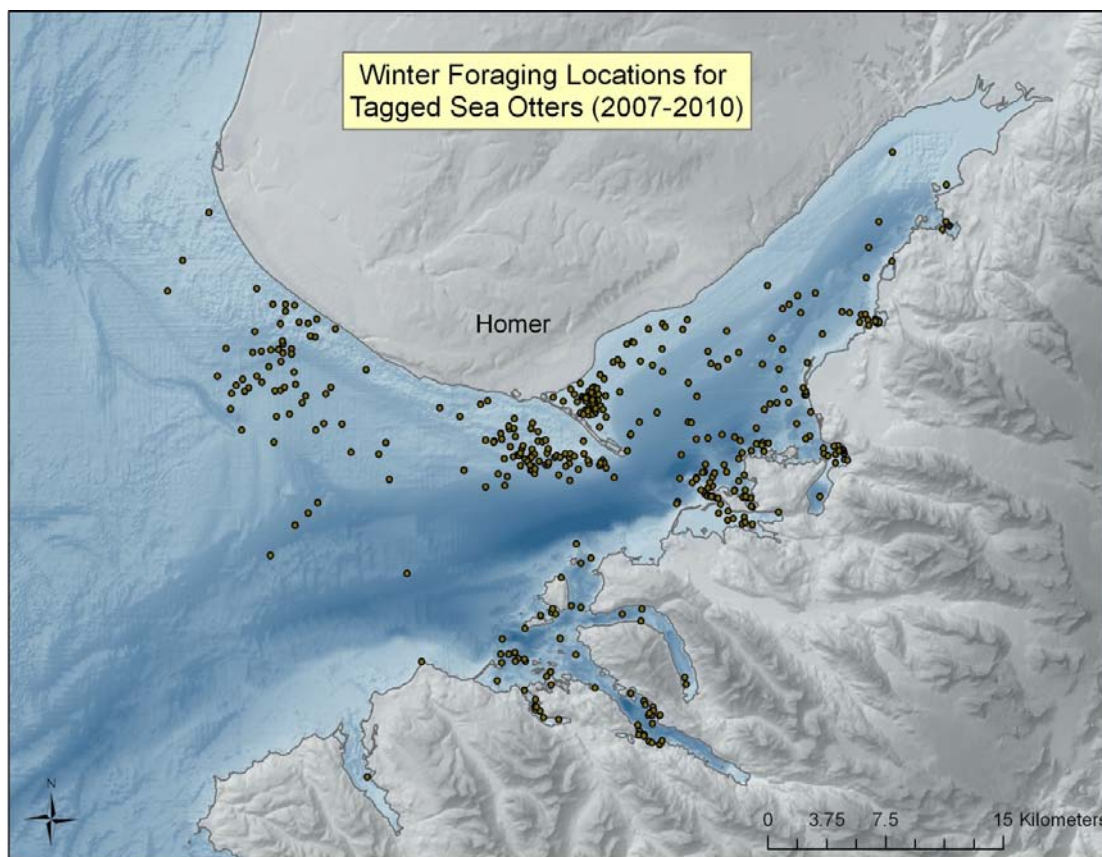 Winter Foraging Locations for
Tagged Sea Otters (2007-2010)
Homer
N
0 3.75 7.5 15 Kilometers